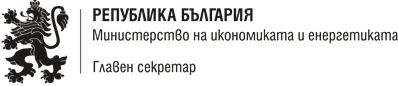 РЕПУБЛИКА БЪЛГАРИЯ
Министерство на икономиката и енергетиката
Главен секретар